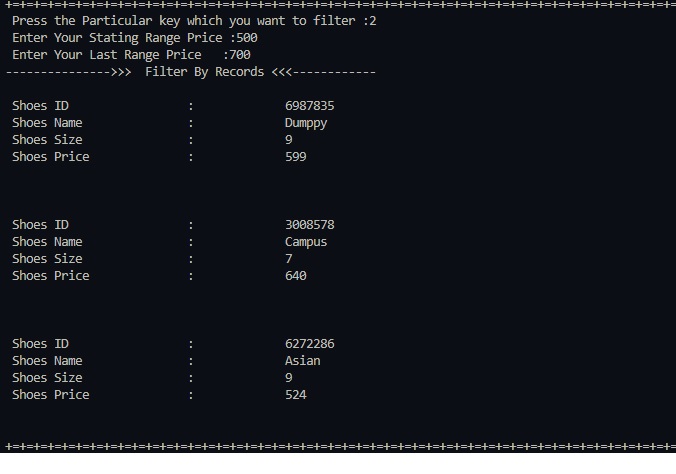 +=+=+=+=+=+=+=+=+=+=+=+=+=+=+=+=+=+=+=+=+=+=+=+=+=+=+=+=+=+=+=+=+=+=+=+=+=+=+=+=+=+=+=+=+=+=+=+=
Press the Particular key which you want to filter :2
Enter Your Stating Range Price :500
Enter Your Last Range Price   :700
--------------->>>  Filter By Records <<<------------
Shoes ID                 :             6987835
Shoes Name               :             Dumppy
Shoes Size               :             9
Shoes Price              :             599
Shoes ID                 :             3008578
Shoes Name               :             Campus
Shoes Size               :             7
Shoes Price              :             640
Shoes ID                 :             6272286
Shoes Name               :             Asian
Shoes Size               :             9
Shoes Price              :             524
+=+=+=+=+=+=+=+=+=+=+=+=+=+=+=+=+=+=+=+=+=+=+=+=+=+=+=+=+=+=+=+=+=+=+=+=+=+=+=+=+=+=+=+=+=+=+=+=